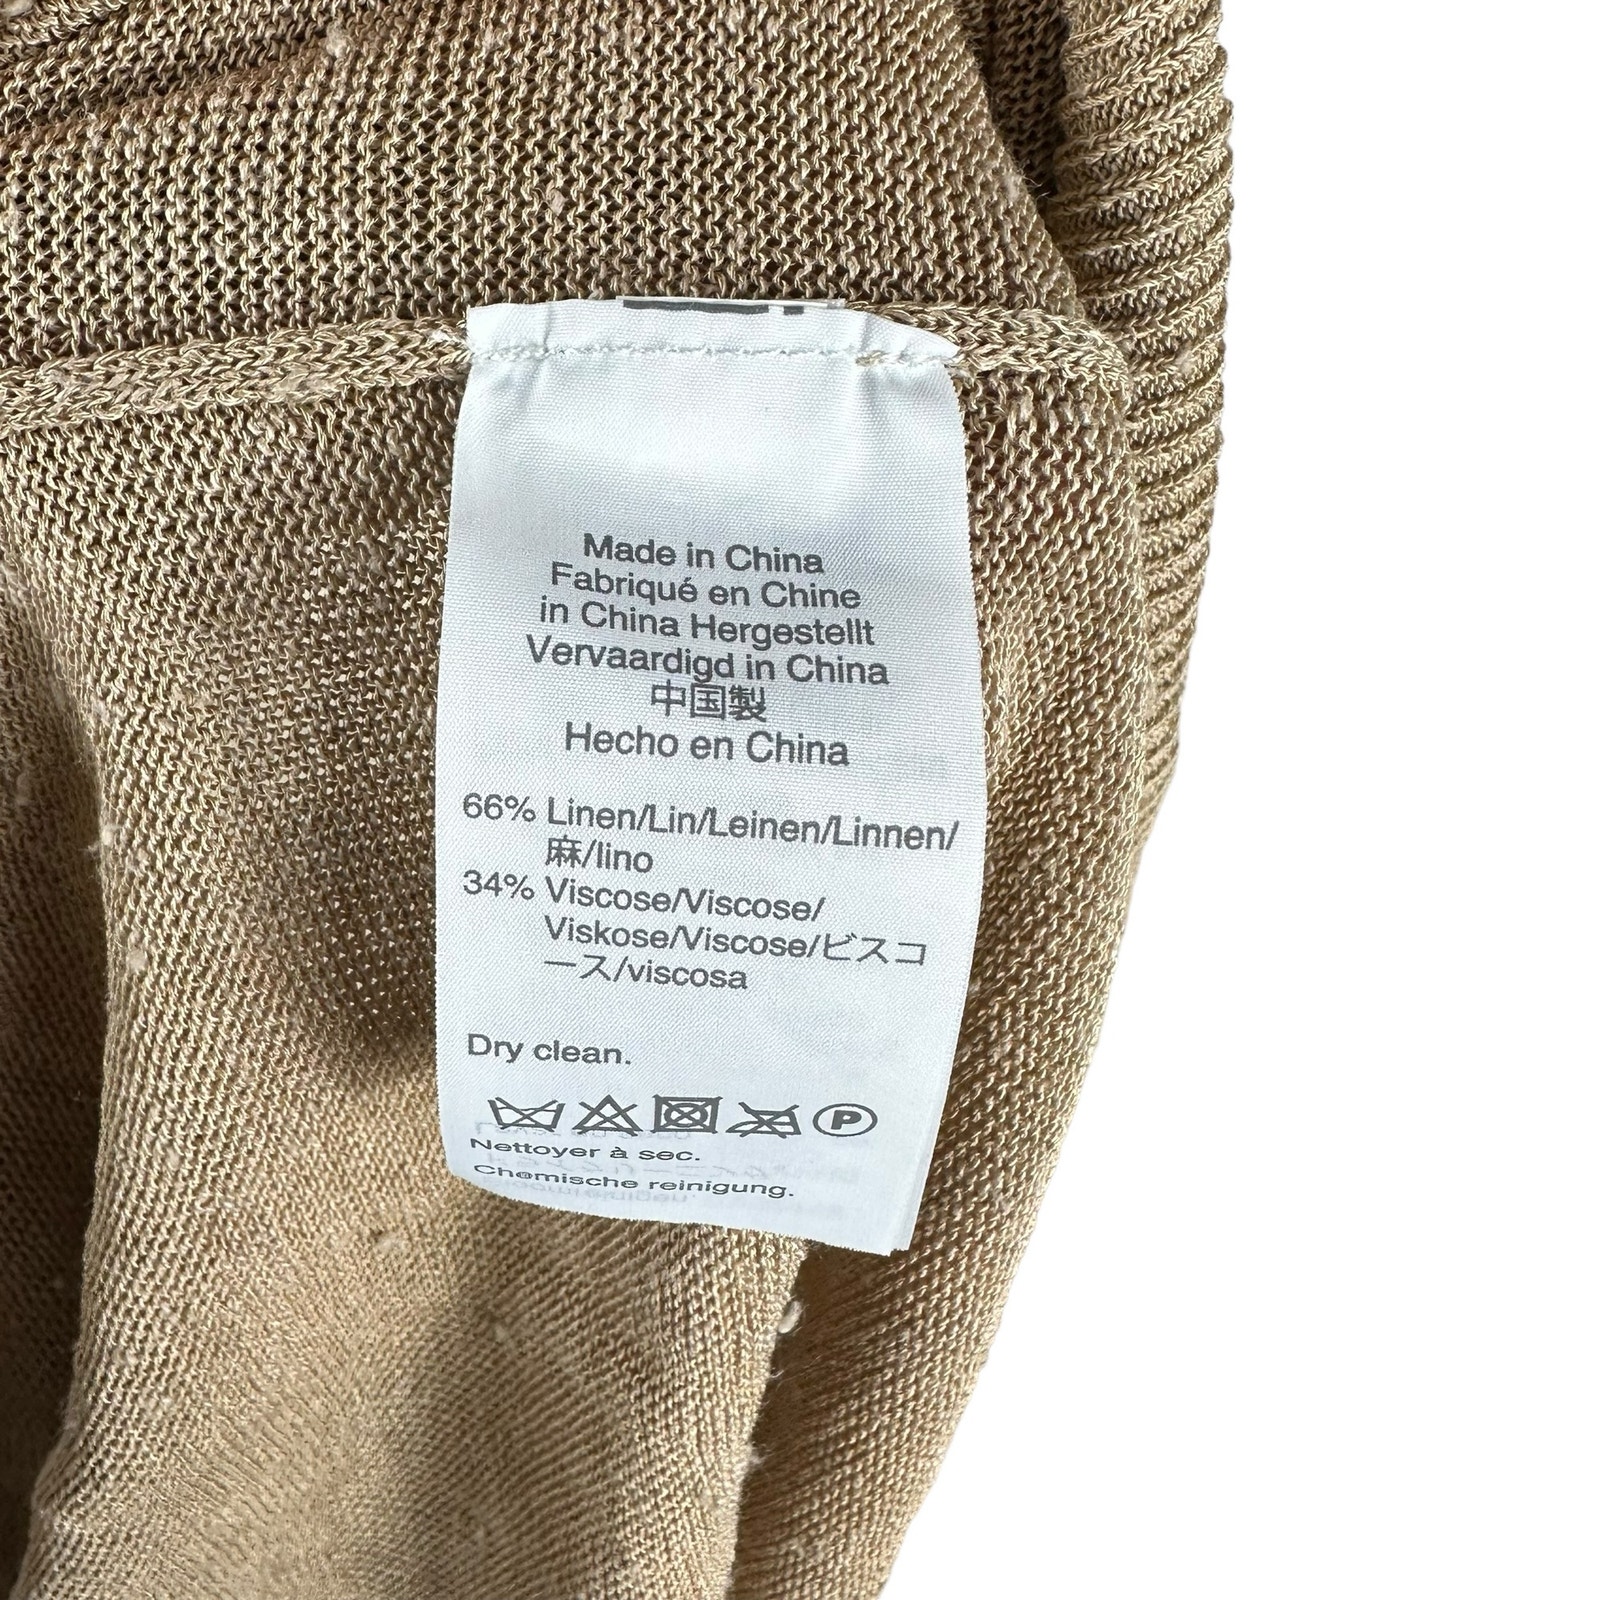 Made in China
Fabriqué en Chine
in China Hergestellt
Vervaardigd in China
中国製
Hecho en China
66% Linen/Lin/Leinen/Linnen/
麻/lino
34% Viscose/Viscose/
Viskose/Viscose/ビスコ
ース/viscosa
Dry clean.
P
Nettoyer à sec.
Chemische reinigung.